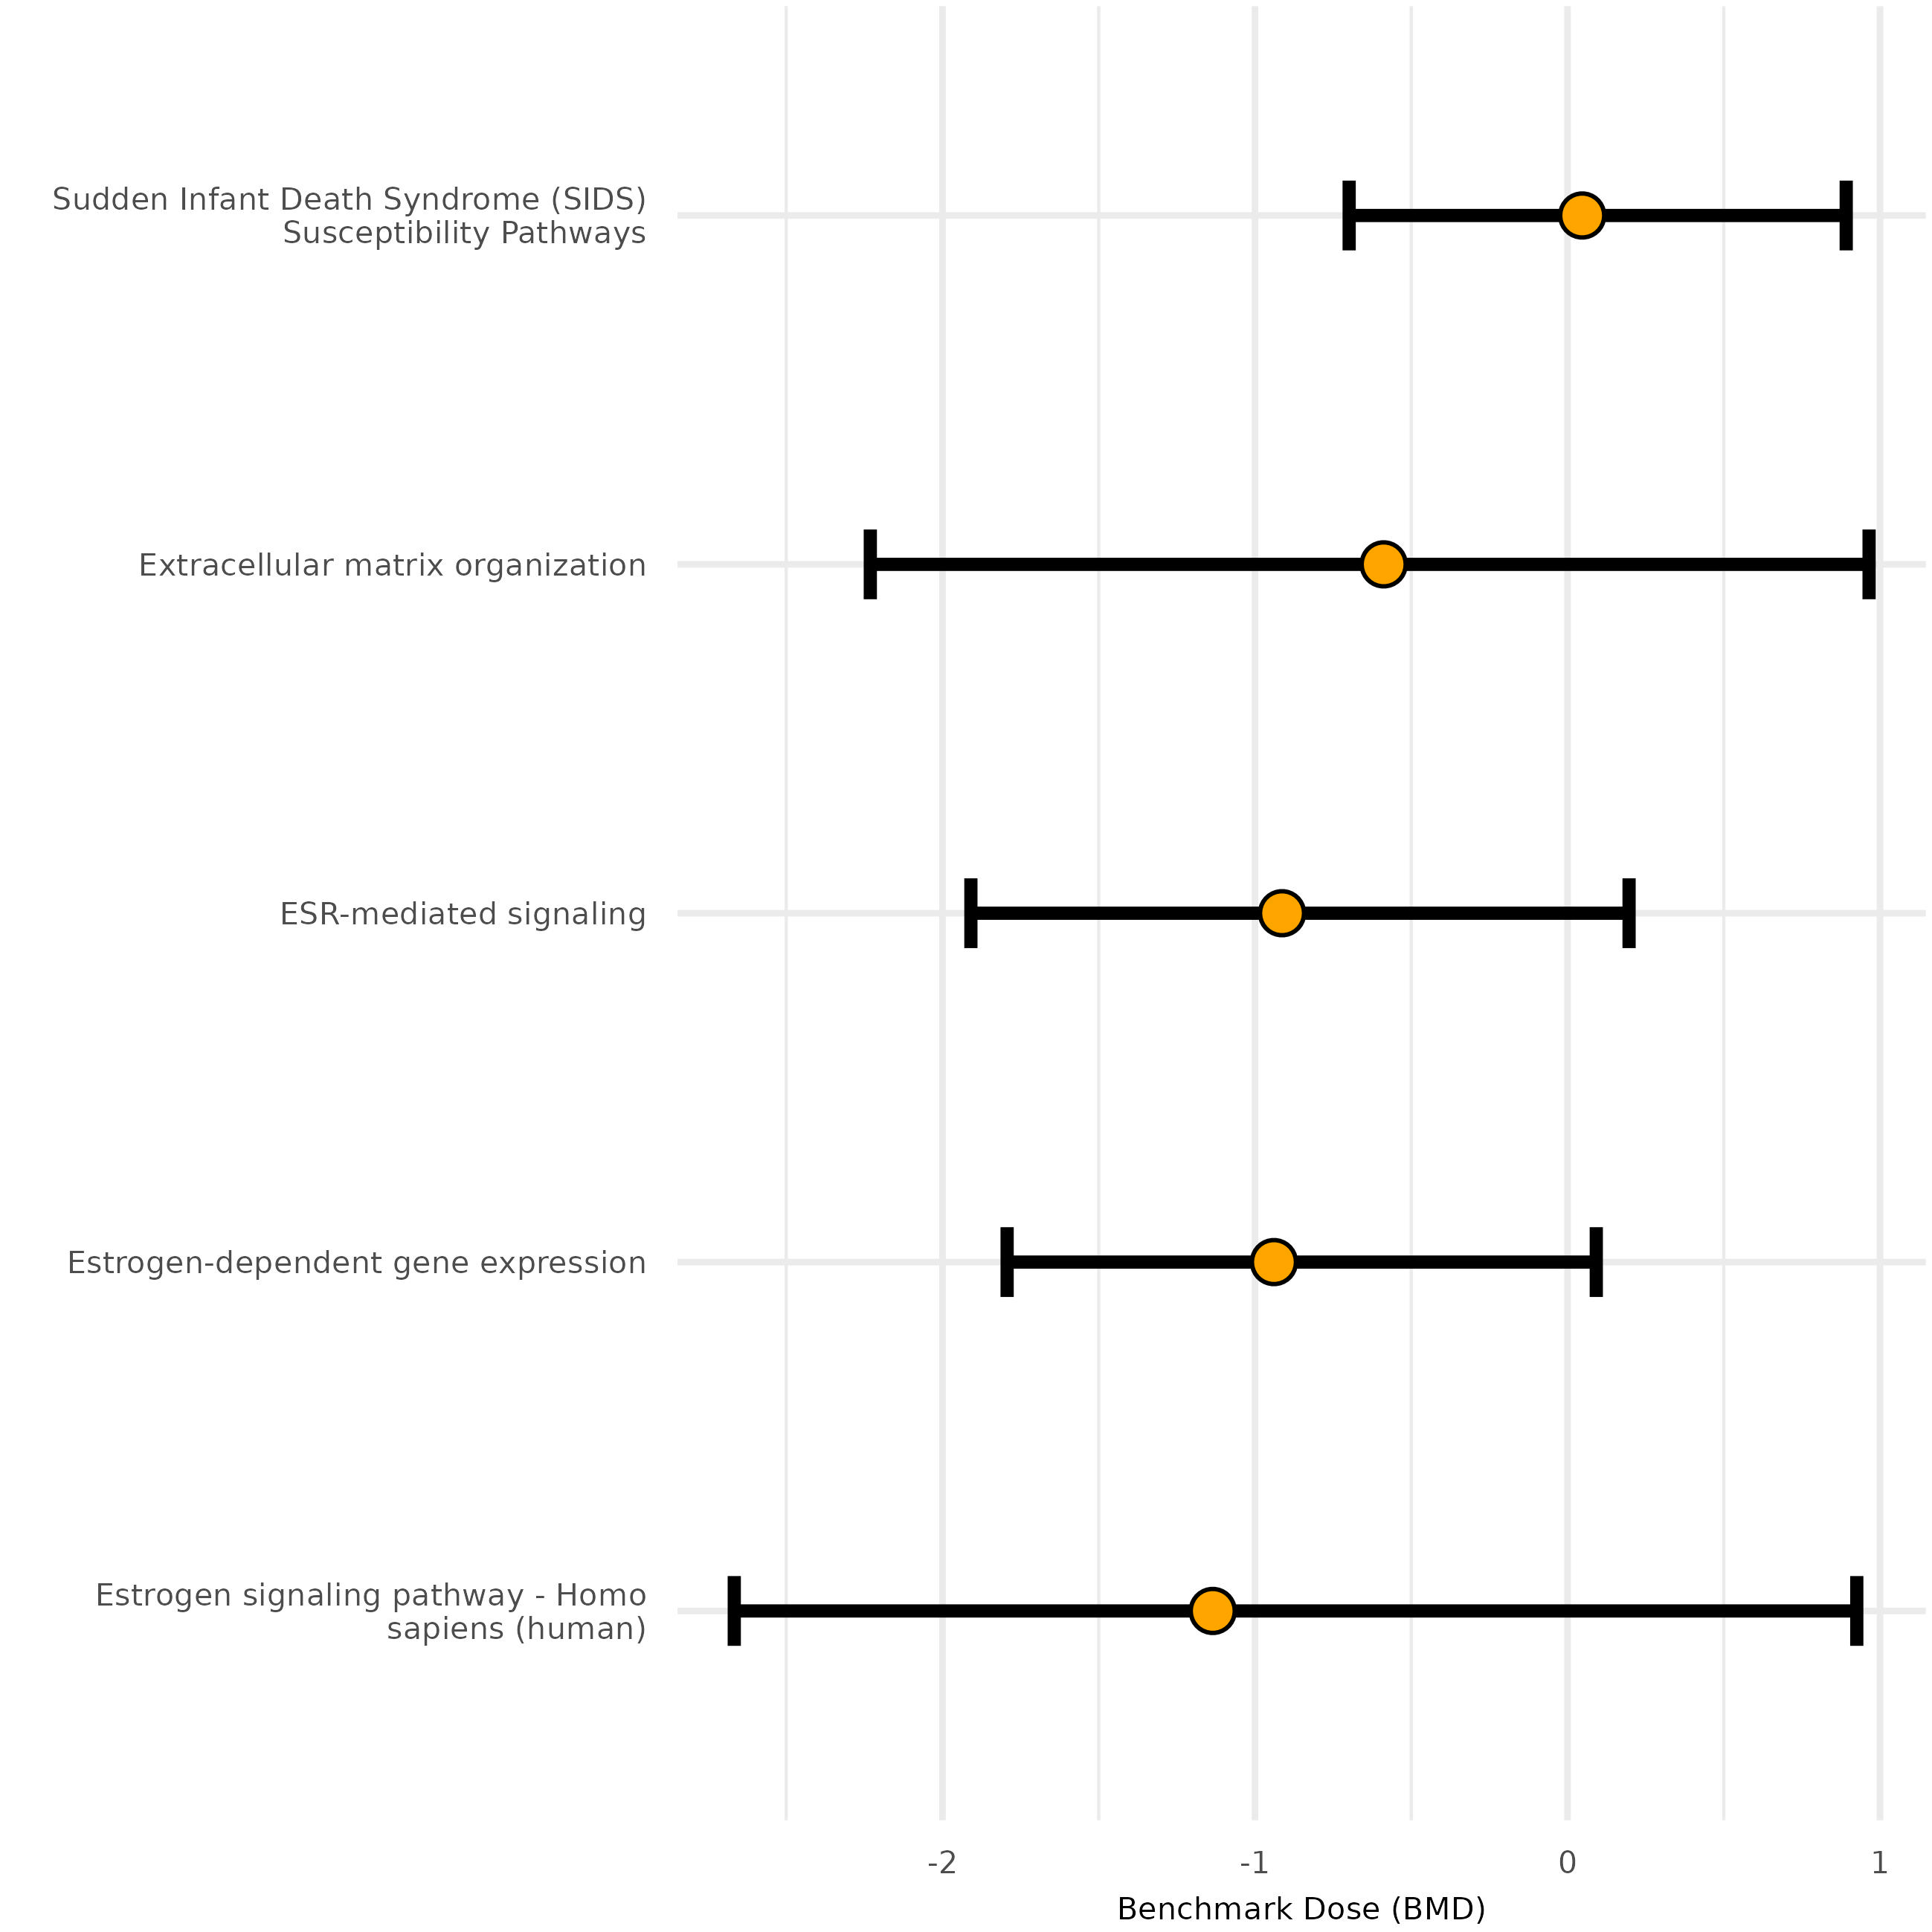 Sudden Infant Death Syndrome (SIDS)
Susceptibility Pathways
Extracellular matrix organization
ESR-mediated signaling
Estrogen-dependent gene expression
Estrogen signaling pathway - Homo
sapiens (human)
-2 -1 0 1
Benchmark Dose (BMD)